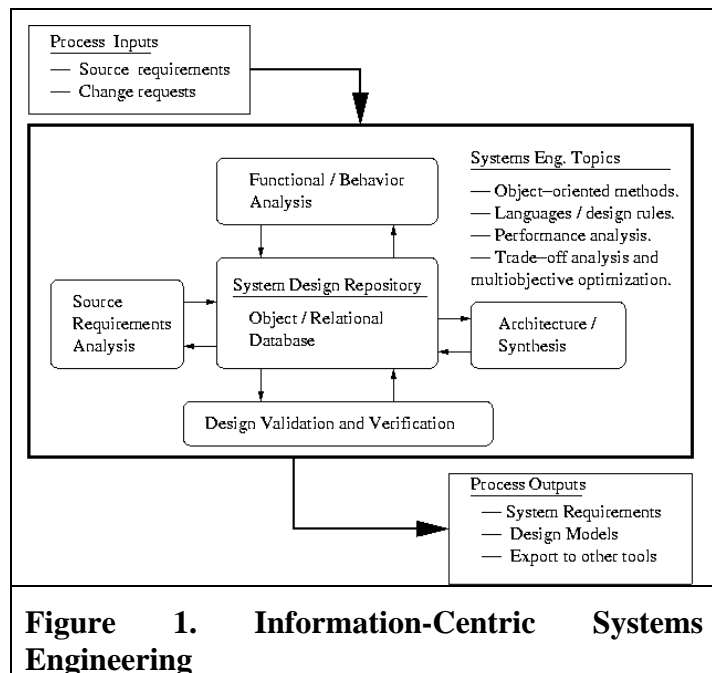 Process Inputs
— Source requirements
— Change requests
Systems Eng. Topics
— Object–oriented methods.
— Languages / design rules.
— Performance analysis.
— Trade–off analysis and
multiobjective optimization.
Functional / Behavior
Analysis
System Design Repository
Object / Relational
Database
Source
Requirements
Analysis
Architecture /
Synthesis
Design Validation and Verification
Process Outputs
— System Requirements
— Design Models
— Export to other tools
Figure 1. Information-Centric Systems
Engineering